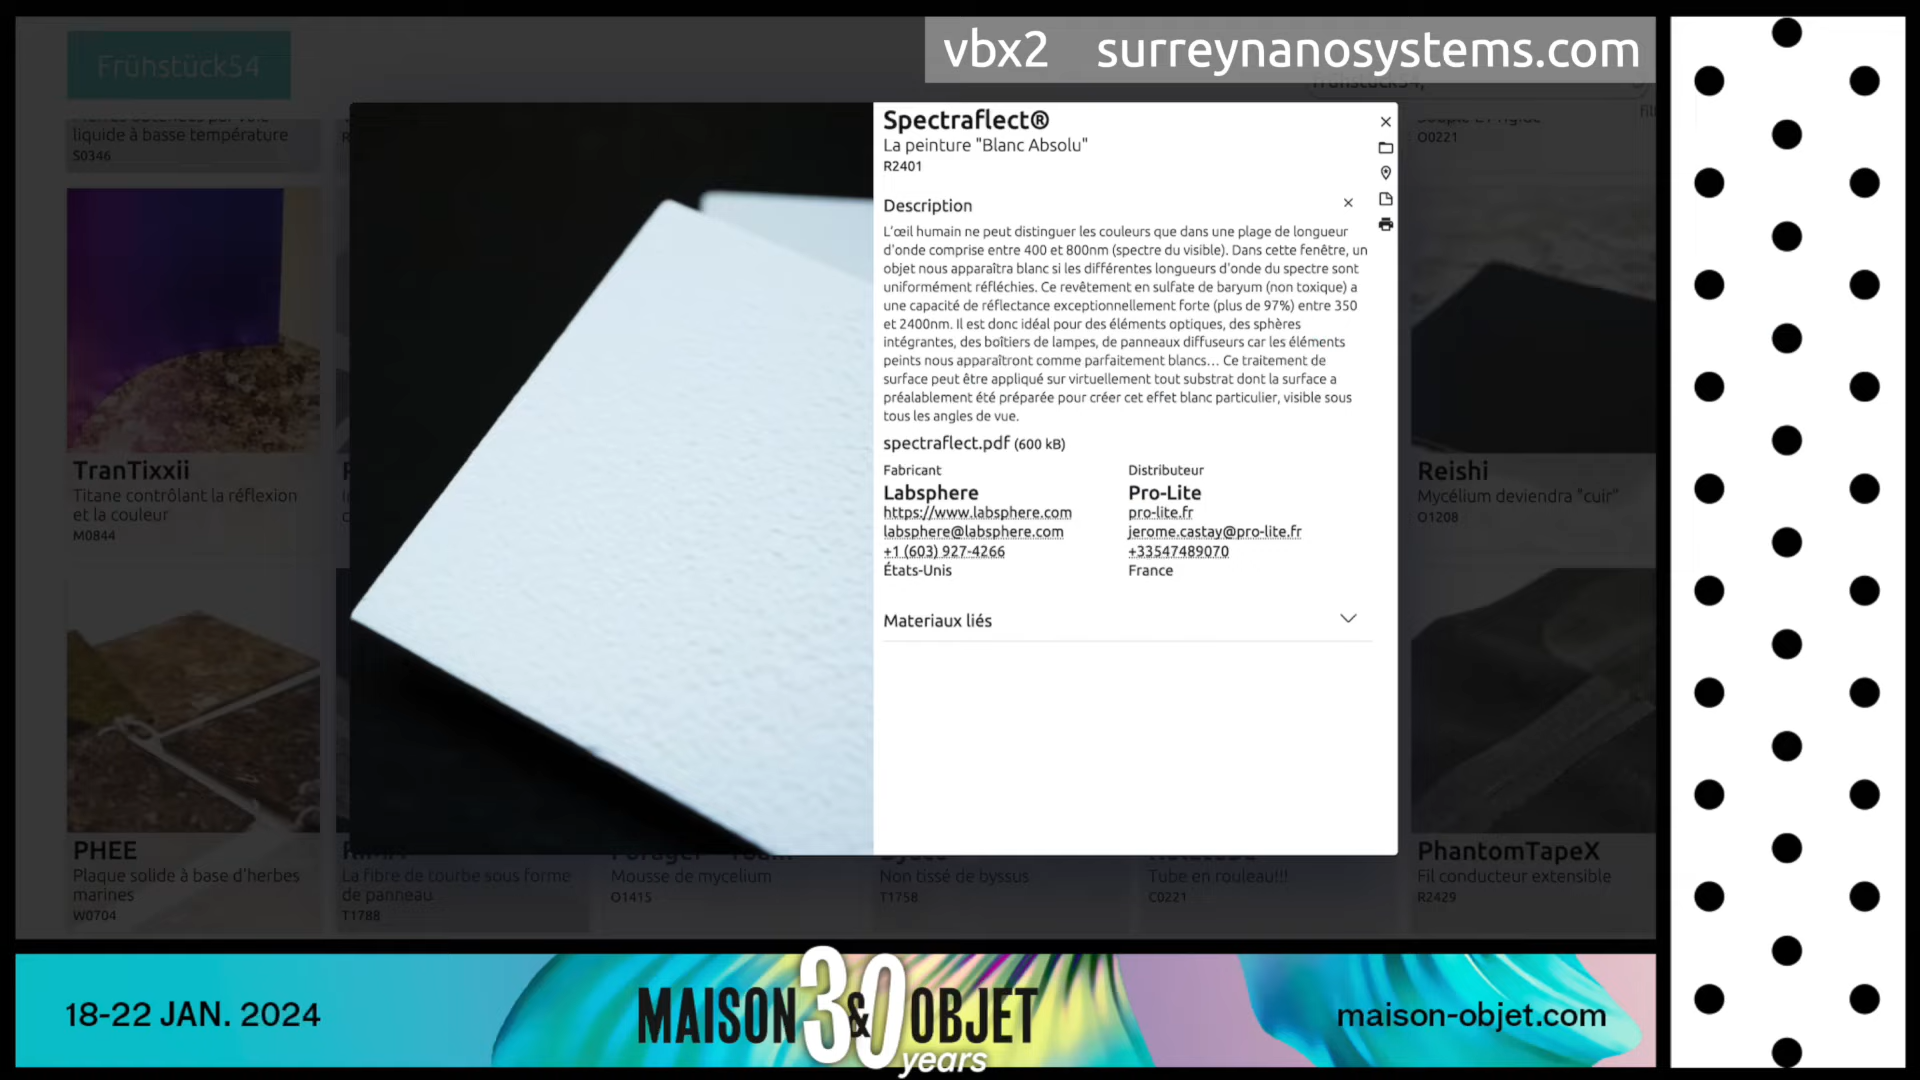 vbx2 surreynanosystems.com
Frühstück54
frühstück54,
liquide à basse température
S0346
O0221
Spectraflect®
La peinture "Blanc Absolu"
R2401
Description
L'œil humain ne peut distinguer les couleurs que dans une plage de longueur
d'onde comprise entre 400 et 800nm (spectre du visible). Dans cette fenêtre, un
objet nous apparaîtra blanc si les différentes longueurs d'onde du spectre sont
uniformément réfléchies. Ce revêtement en sulfate de baryum (non toxique) a
une capacité de réflectance exceptionnellement forte (plus de 97%) entre 350
et 2400nm. Il est donc idéal pour des éléments optiques, des sphères
intégrantes, des boîtiers de lampes, de panneaux diffuseurs car les éléments
peints nous apparaîtront comme parfaitement blancs... Ce traitement de
surface peut être appliqué sur virtuellement tout substrat dont la surface a
préalablement été préparée pour créer cet effet blanc particulier, visible sous
tous les angles de vue.
spectraflect.pdf (600 kB)
Fabricant
Labsphere
https://www.labsphere.com
labsphere@labsphere.com
+1 (603) 927-4266
États-Unis
Distributeur
Pro-Lite
pro-lite.fr
jerome.castay@pro-lite.fr
+33547489070
France
Materiaux liés
TranTixxii
Titane contrôlant la réflexion
et la couleur
M0844
Reishi
Mycélium deviendra "cuir"
O1208
PHEE
Plaque solide à base d'herbes
marines
W0704
La fibre de tourbe sous forme
de panneau
T1788
Mousse de mycelium
O1415
Non tissé de byssus
T1758
Tube en rouleau!!!
C0221
PhantomTapeX
Fil conducteur extensible
R2429
18-22 JAN. 2024
MAISON & OBJET
30
years
maison-objet.com